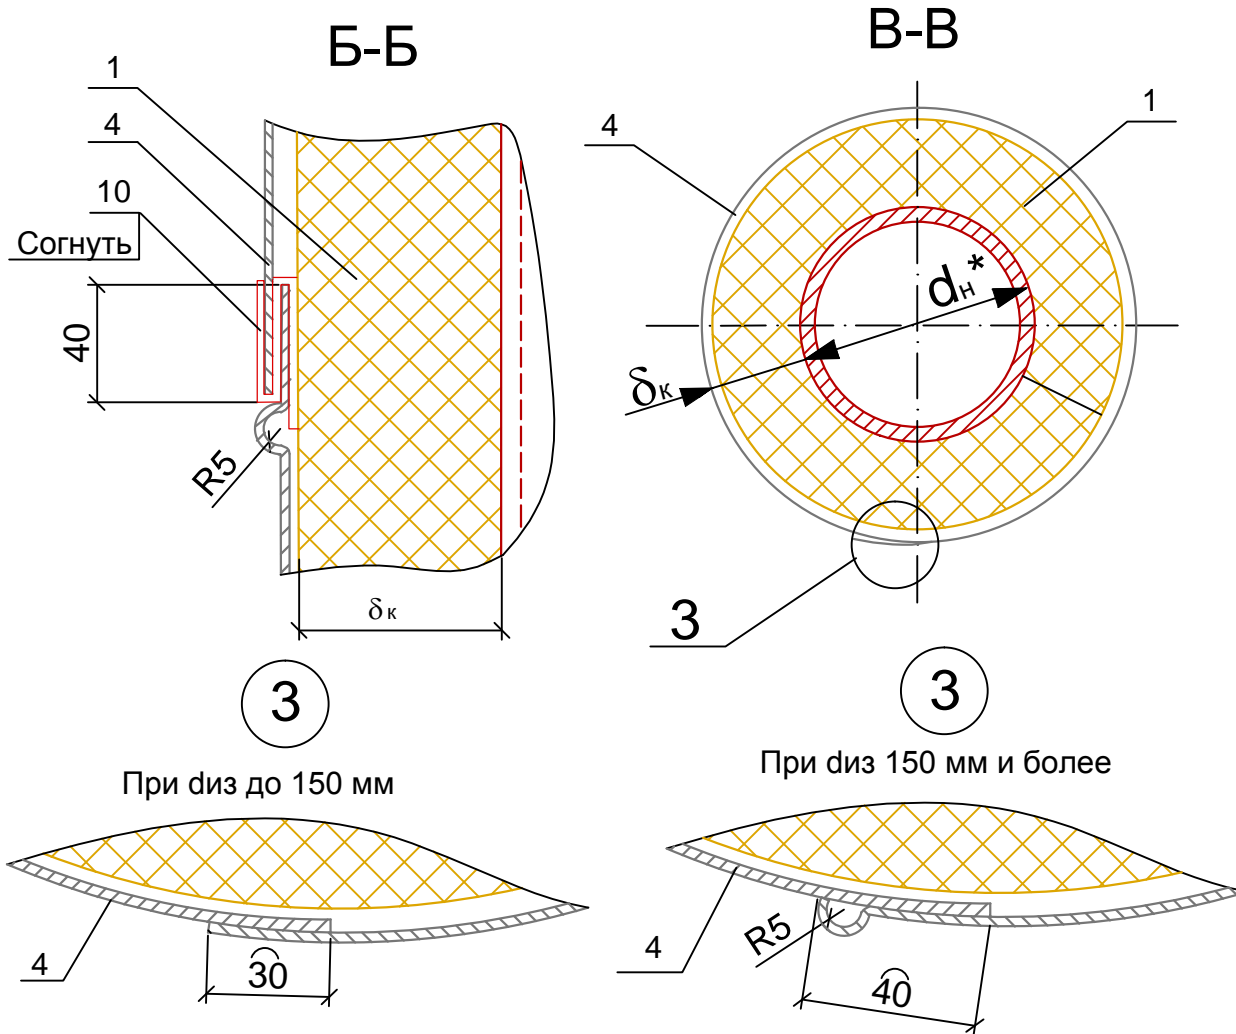 Б-Б
В-В
1
4
10
Согнуть
40
R5
δк
4
1
dн*
δк
3
3
При dиз до 150 мм
4
30
3
При dиз 150 мм и более
R5
4
40